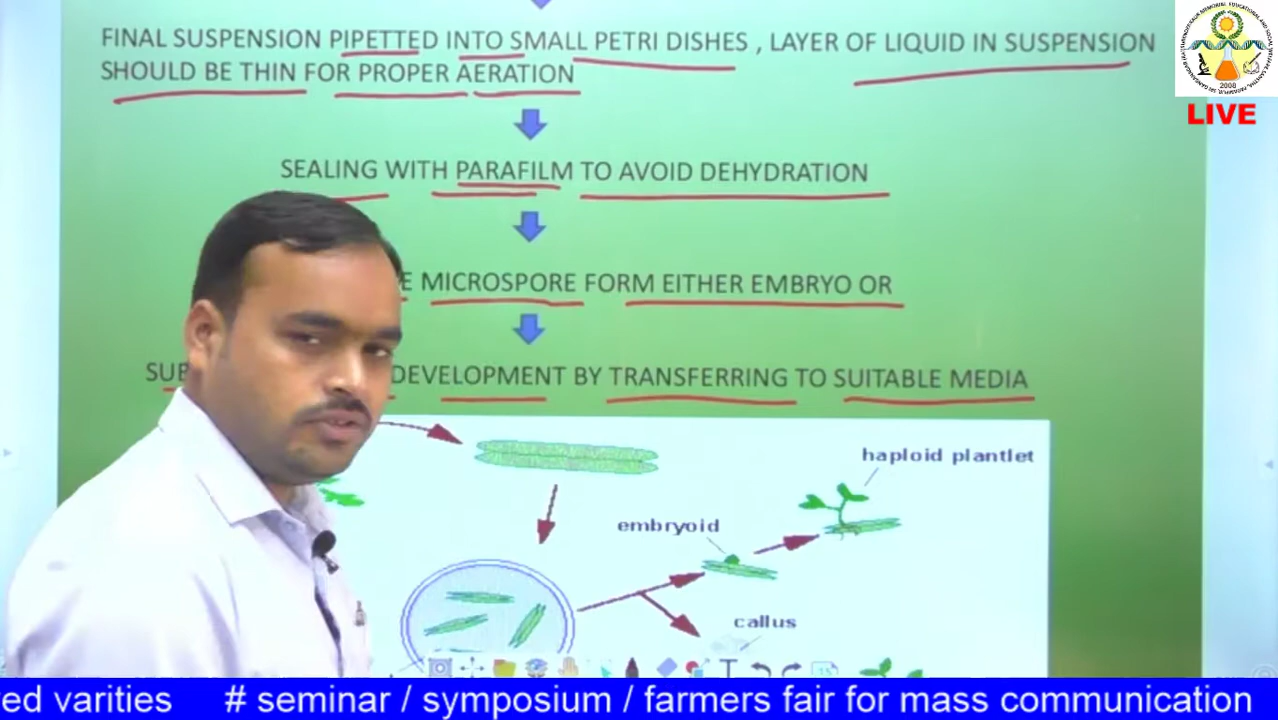 FINAL SUSPENSION PIPETTED INTO SMALL PETRI DISHES , LAYER OF LIQUID IN SUSPENSION
SHOULD BE THIN FOR PROPER AERATION
LIVE
2008
SEALING WITH PARAFILM TO AVOID DEHYDRATION
E MICROSPORE FORM EITHER EMBRYO OR
SUB DEVELOPMENT BY TRANSFERRING TO SUITABLE MEDIA
haploid plantlet
embryoid
callus
ed varities # seminar / symposium / farmers fair for mass communication